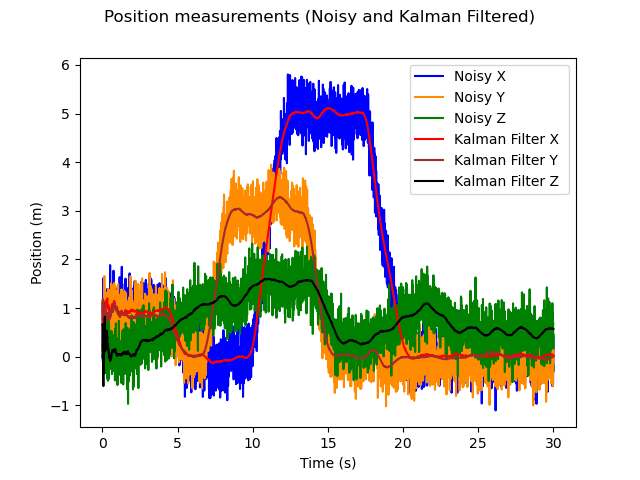 Position measurements (Noisy and Kalman Filtered)
Position (m)
6
5
4
3
2
1
0
−1
Noisy X
Noisy Y
Noisy Z
Kalman Filter X
Kalman Filter Y
Kalman Filter Z
0 5 10 15 20 25 30
Time (s)